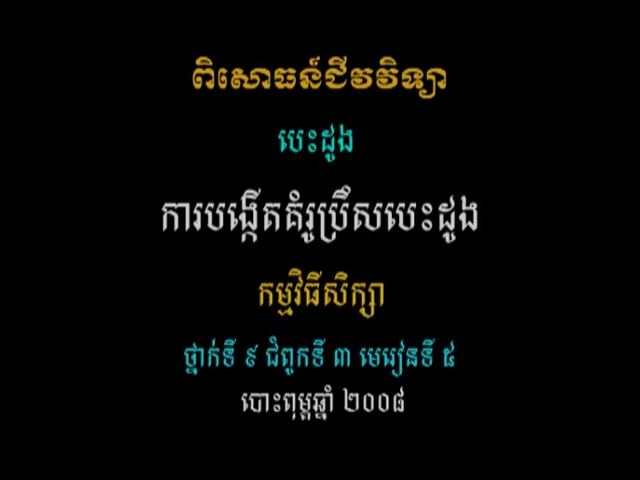 ពិសោធន៍ជីវវិទ្យា
បេះដូង
ការបង្កើតគំរូប្រឹសបេះដូង
កម្មវិធីសិក្សា
ថ្នាក់ទី ៩ ជំពូកទី ៣ មេរៀនទី ៥
បោះពុម្ពឆ្នាំ ២០០៨